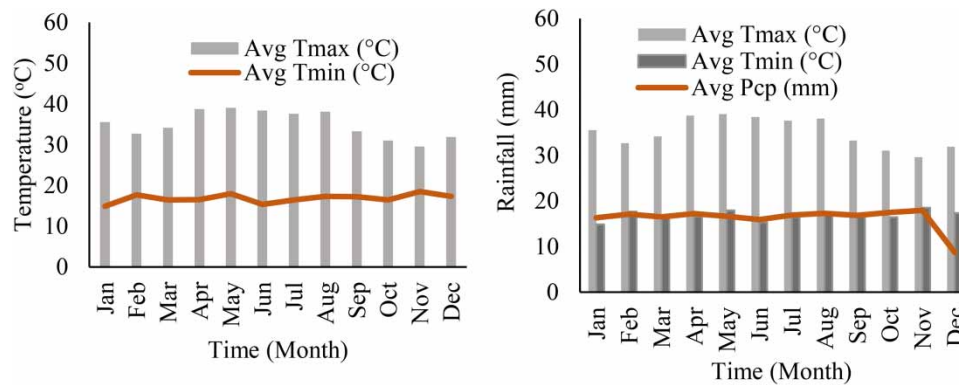 60
50
40
30
20
10
0
Temperature (°C)
Avg Tmax (°C)
Avg Tmin (°C)
Jan
Feb
Mar
Apr
May
Jun
Jul
Aug
Sep
Oct
Nov
Dec
Time (Month)
60
50
40
30
20
10
0
Rainfall (mm)
Avg Tmax (°C)
Avg Tmin (°C)
Avg Pcp (mm)
Jan
Feb
Mar
Apr
May
Jun
Jul
Aug
Sep
Oct
Nov
Dec
Time (Month)